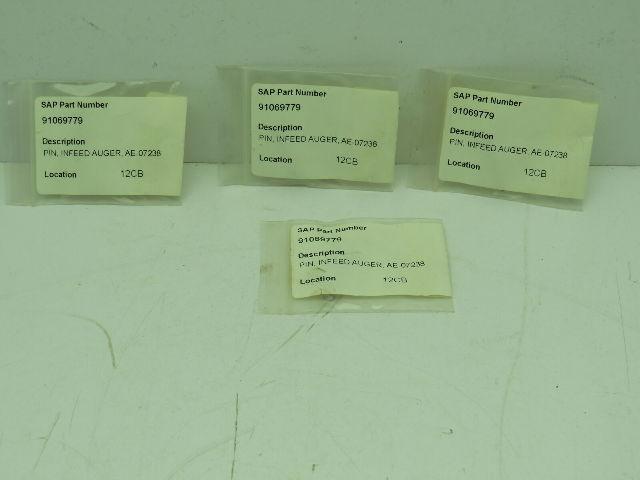 SAP Part Number
91069779
Description
PIN, INFEED AUGER, AE-07238
Location 12CB
SAP Part Number
91069779
Description
PIN, INFEED AUGER, AE-07238
Location 12CB
SAP Part Number
91069779
Description
PIN, INFEED AUGER, AE-07238
Location 12CB
SAP Part Number
91069779
Description
PIN, INFEED AUGER, AE-07238
Location 12CB